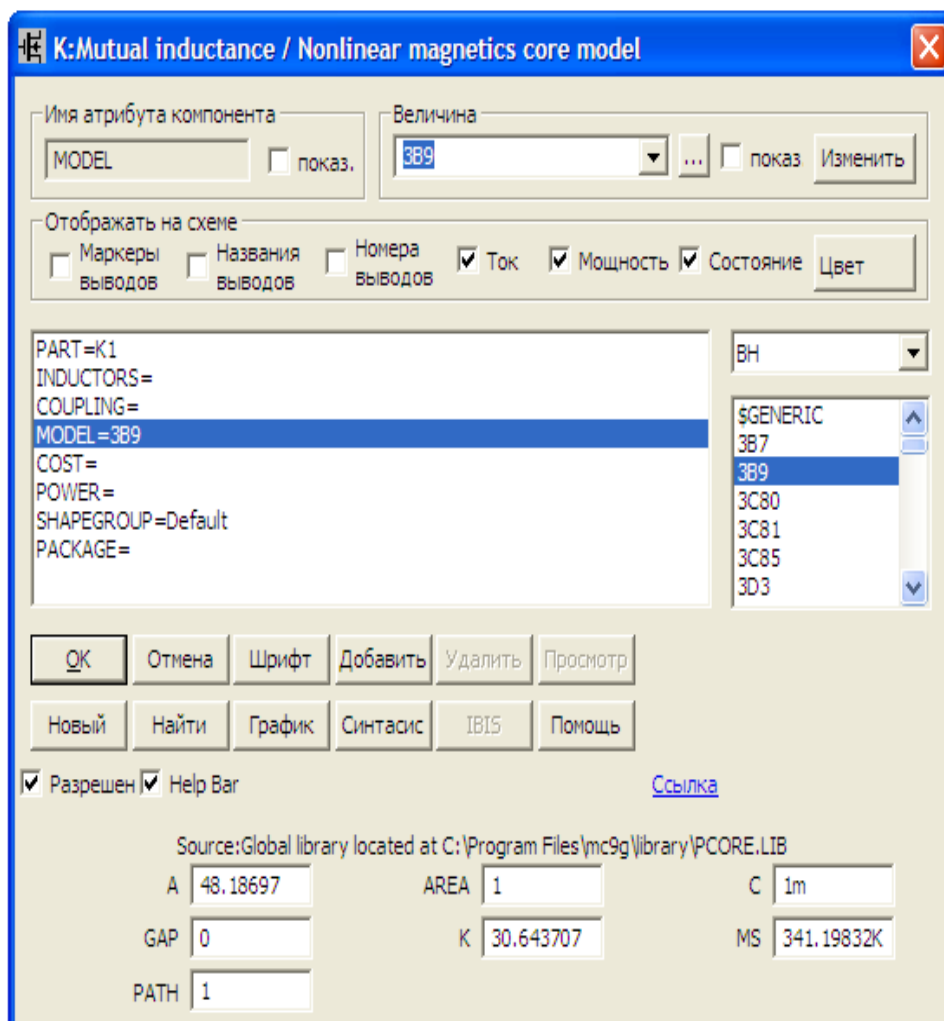 K:Mutual inductance / Nonlinear magnetics core model
Имя атрибута компонента
MODEL
показ.
Величина
3B9
...
показ
Изменить
Отображать на схеме
Маркеры
выводов
Названия
выводов
Номера
выводов
Ток
Мощность
Состояние
Цвет
PART=K1
INDUCTORS=
COUPLING=
MODEL=3B9
COST=
POWER=
SHAPEGROUP=Default
PACKAGE=
BH
$GENERIC
3B7
3B9
3C80
3C81
3C85
3D3
OK
Отмена
Шрифт
Добавить
Удалить
Просмотр
Новый
Найти
График
Синтасис
IBIS
Помощь
Разрешен
Help Bar
Ссылка
Source:Global library located at C:\Program Files\mc9g\library\PCORE.LIB
A 48.18697
AREA 1
C 1m
GAP 0
K 30.643707
MS 341.19832K
PATH 1